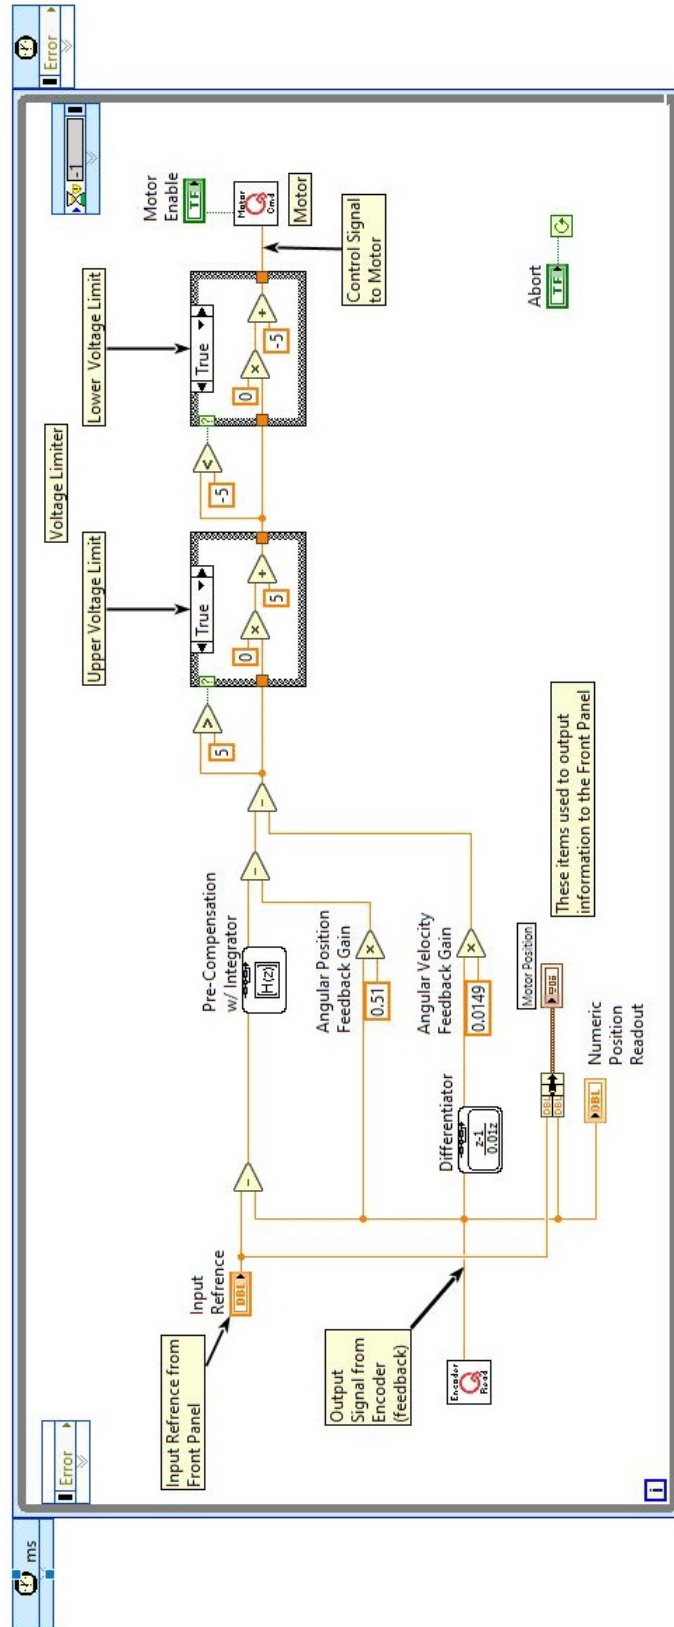 ms
Error
Error
-1
Input Refrence from
Front Panel
Input
Refrence
DBL
Output
Signal from
Encoder
(feedback)
Encoder
Read
-
Pre-Compensation
w/ Integrator
[H(z)]
Angular Position
Feedback Gain
0.51
×
Differentiator
z-1
0.01z
Angular Velocity
Feedback Gain
0.0149
×
-
-
Motor Position
DBL
DBL
Numeric
Position
Readout
DBL
These items used to output
information to the Front Panel
Voltage Limiter
Upper Voltage Limit
5
>
?
True
0
×
5
+
Lower Voltage Limit
-5
<
?
True
0
×
-5
+
Motor
Enable
TF
Motor
Cmd
Motor
Control Signal
to Motor
Abort
TF
i